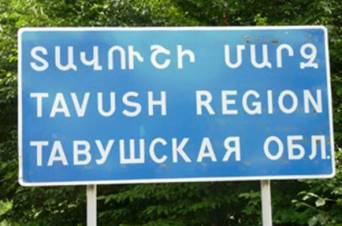 ՏԱՎՈՒՇԻ ՄԱՐԶ
TAVUSH REGION
ТАВУШСКАЯ ОБЛ.